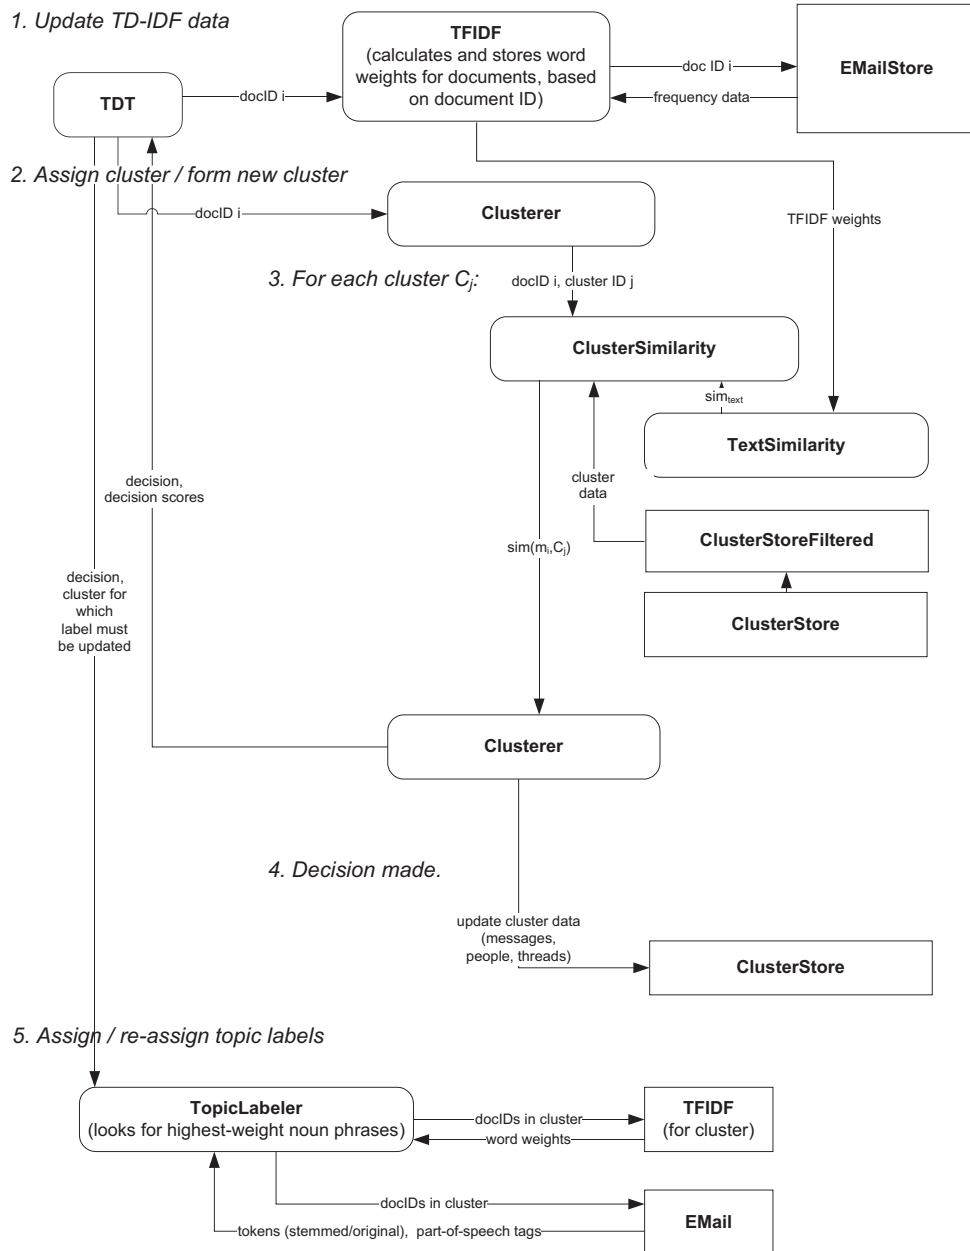 1. Update TD-IDF data
TFIDF
(calculates and stores word
weights for documents, based
on document ID)
doc ID i
EMailStore
frequency data
TDT
docID i
2. Assign cluster / form new cluster
docID i
Clusterer
TFIDF weights
3. For each cluster Cj:
docID i, cluster ID j
ClusterSimilarity
simtext
TextSimilarity
cluster
data
decision,
decision scores
ClusterStoreFiltered
sim(mi,Cj)
decision,
cluster for
which
label must
be updated
ClusterStore
Clusterer
4. Decision made.
update cluster data
(messages,
people, threads)
ClusterStore
5. Assign / re-assign topic labels
TopicLabeler
(looks for highest-weight noun phrases)
docIDs in cluster
word weights
TFIDF
(for cluster)
docIDs in cluster
EMail
tokens (stemmed/original), part-of-speech tags